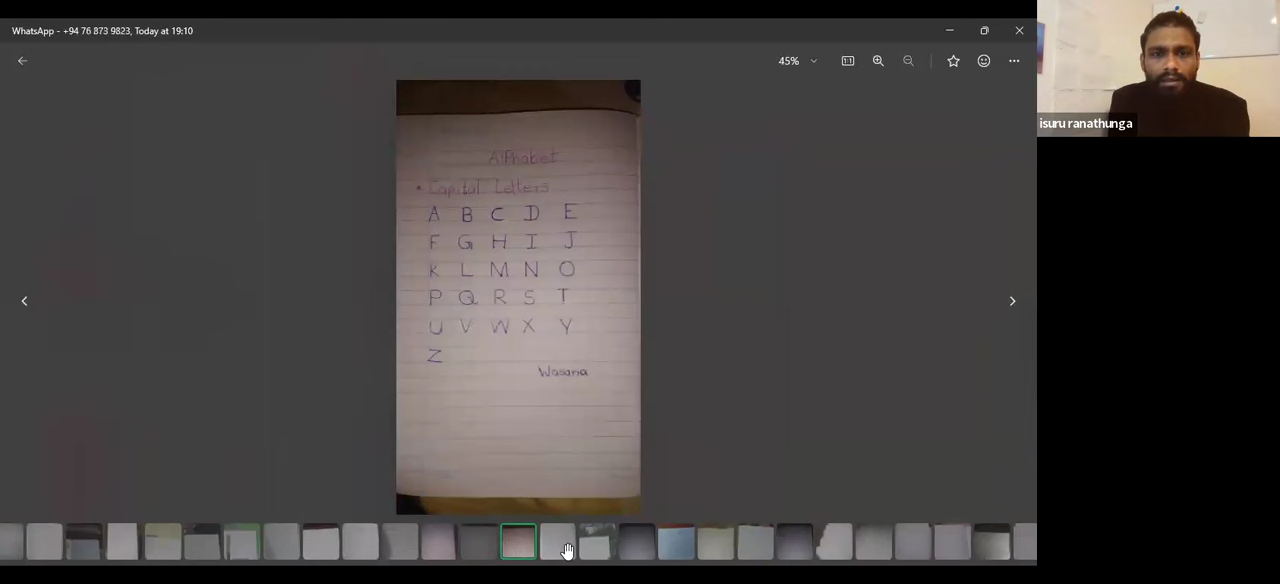 WhatsApp - +94 76 873 9823, Today at 19:10
45%
isuru ranathunga
Alphabet
• Capital Letters
A B C D E
F G H I J
K L M N O
P Q R S T
U V W X Y
Z
Wasana